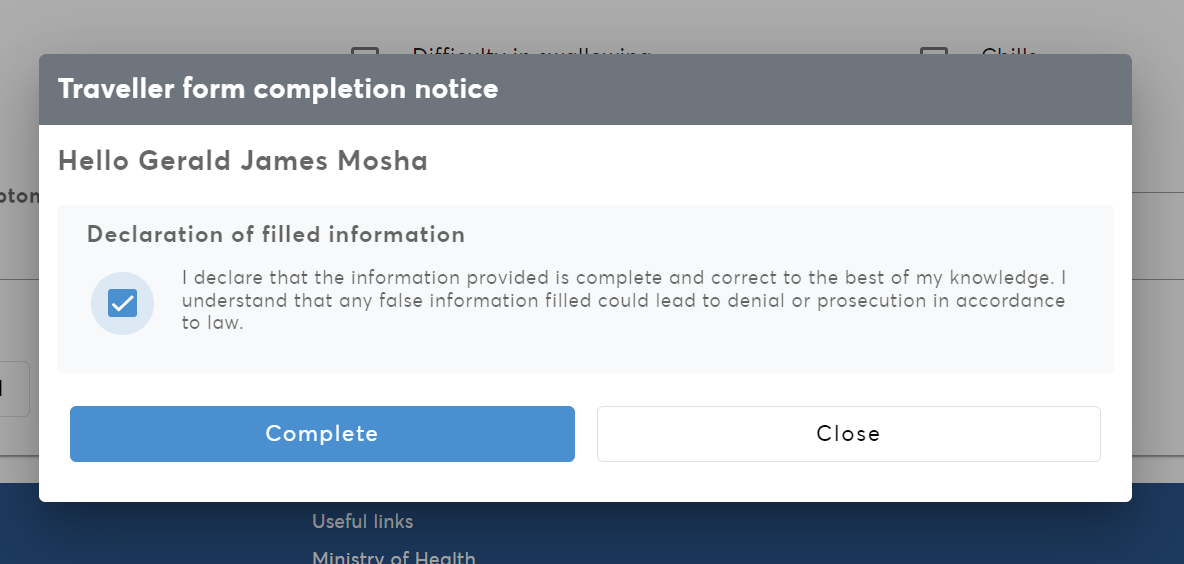 Difficulty in swallowing Chills
Traveller form completion notice
Hello Gerald James Mosha
Declaration of filled information
I declare that the information provided is complete and correct to the best of my knowledge. I
understand that any false information filled could lead to denial or prosecution in accordance
to law.
Complete Close
Useful links
Ministry of Health